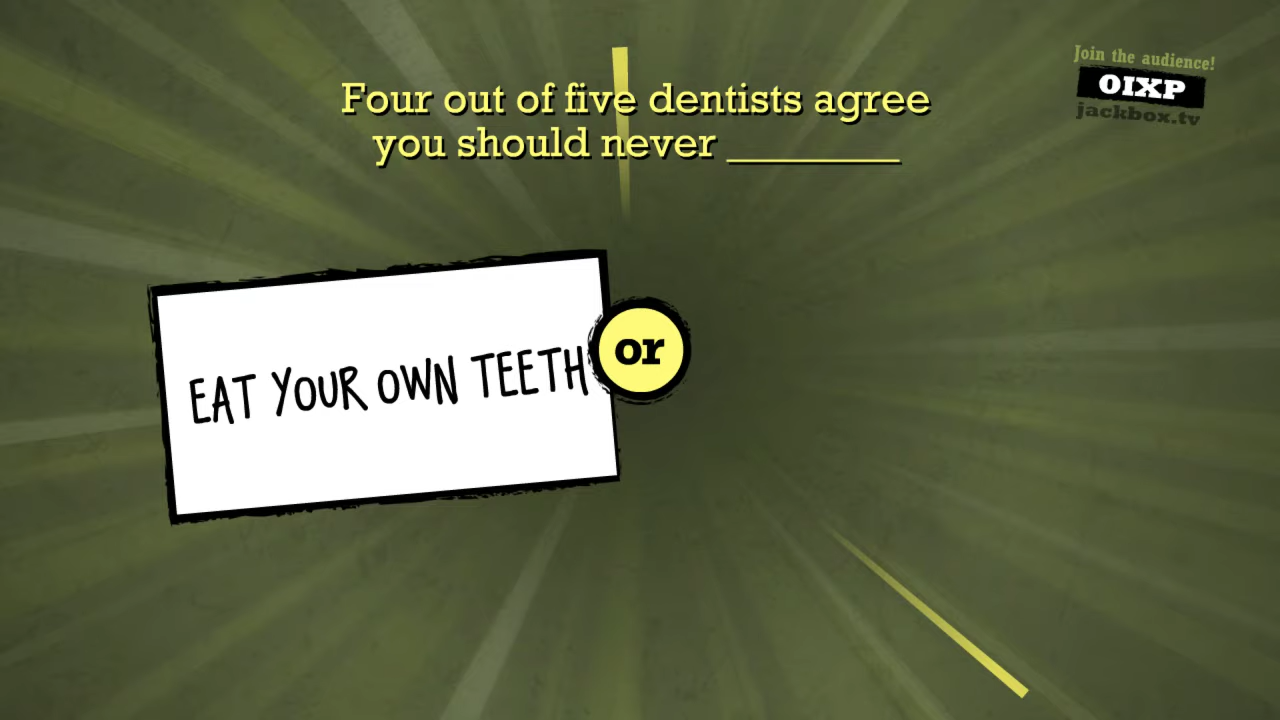 Join the audience!
OIXP
jackbox.tv
Four out of five dentists agree
you should never ________
EAT YOUR OWN TEETH
or